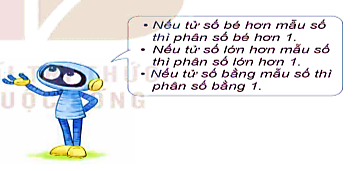 • Nếu tử số bé hơn mẫu số
thì phân số bé hơn 1.
• Nếu tử số lớn hơn mẫu số
thì phân số lớn hơn 1.
• Nếu tử số bằng mẫu số thì
phân số bằng 1.